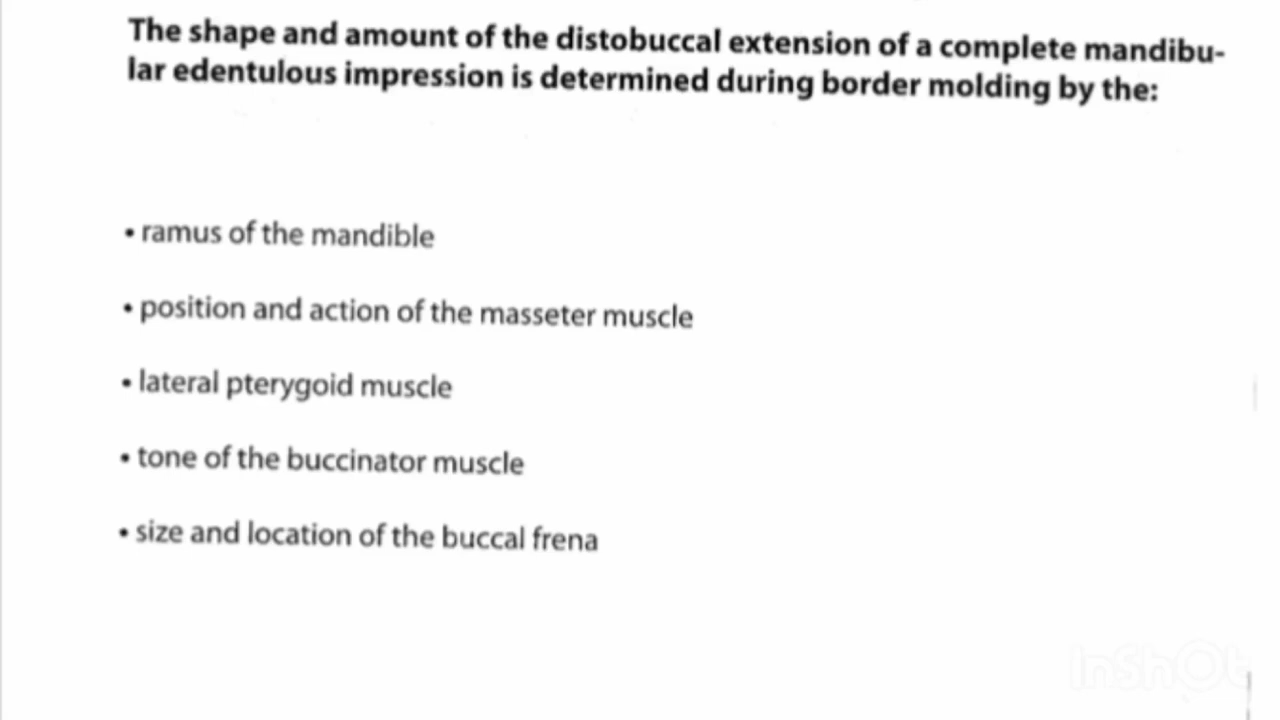 The shape and amount of the distobuccal extension of a complete mandibu-
lar edentulous impression is determined during border molding by the:
• ramus of the mandible
• position and action of the masseter muscle
• lateral pterygoid muscle
• tone of the buccinator muscle
• size and location of the buccal frena
InShOt